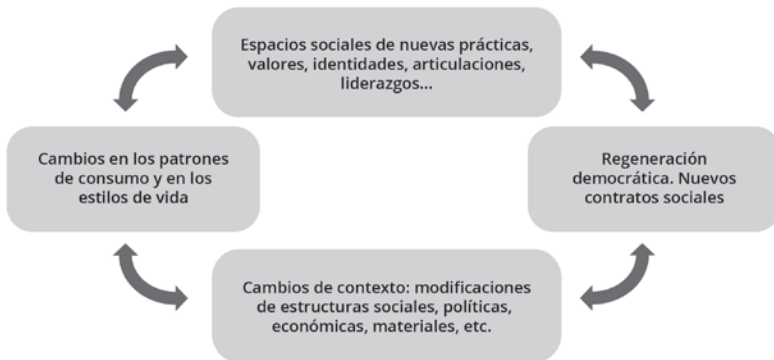 Espacios sociales de nuevas prácticas,
valores, identidades, articulaciones,
liderazgos...
Cambios en los patrones
de consumo y en los
estilos de vida
Regeneración
democrática. Nuevos
contratos sociales
Cambios de contexto: modificaciones
de estructuras sociales, políticas,
económicas, materiales, etc.